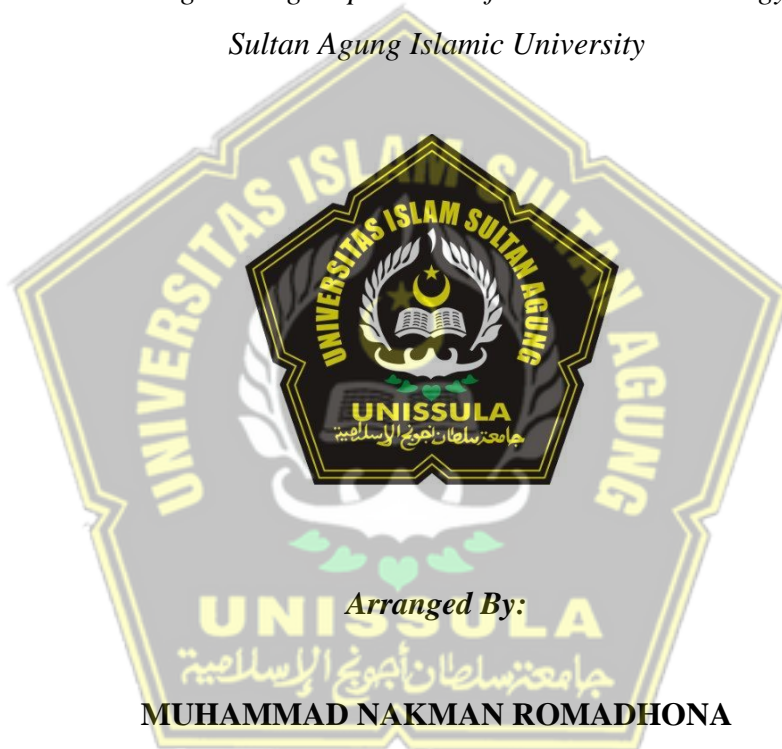 Sultan Agung Islamic University
UNIVERSITAS ISLAM SULTAN AGUNG
UNIVERSITAS ISLAM SULTAN AGUNG
UNISSULA
جامعة سلطان أجونج الإسلامية
Arranged By:
UNISSULA
جامعة سلطان أجونج الإسلامية
MUHAMMAD NAKMAN ROMADHONA